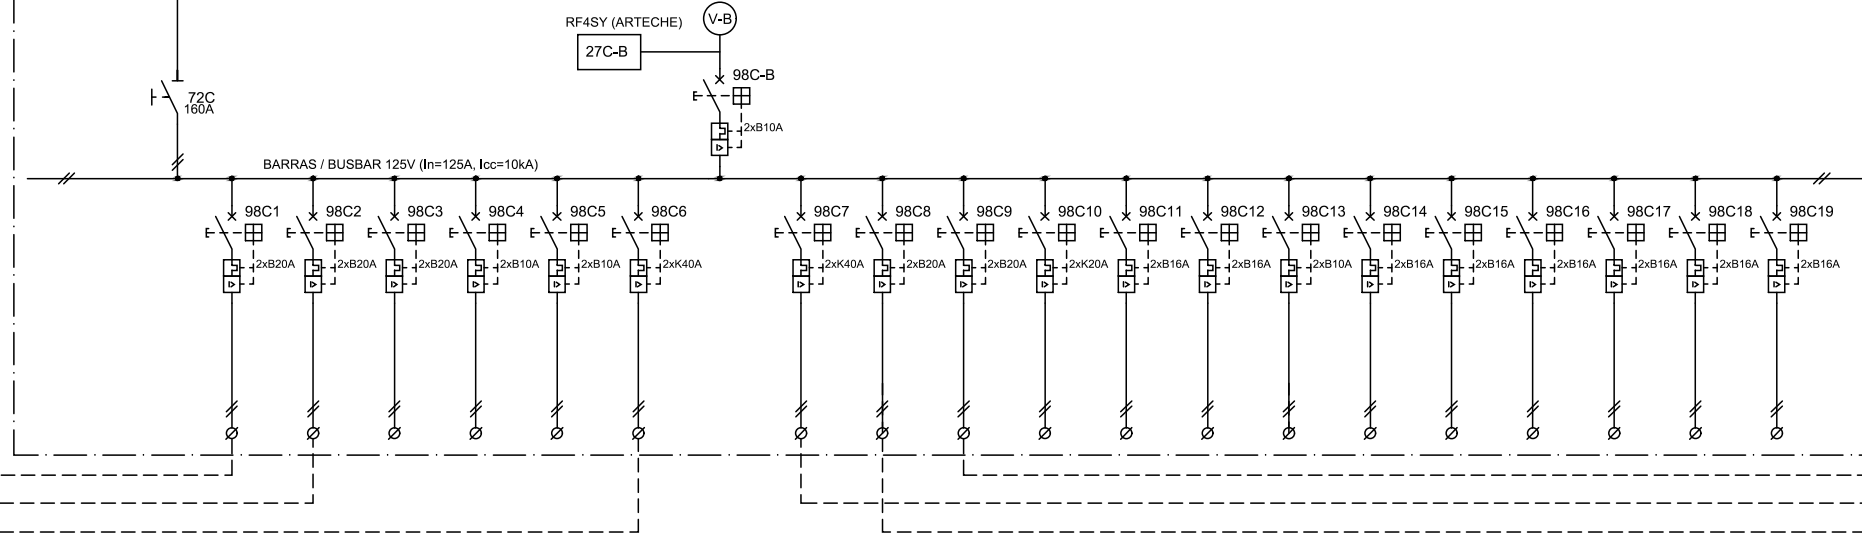 RF4SY (ARTECHE)
V-B
27C-B
98C-B
72C
160A
2xB10A
BARRAS / BUSBAR 125V (In=125A, Icc=10kA)
98C1 98C2 98C3 98C4 98C5 98C6 98C7 98C8 98C9 98C10 98C11 98C12 98C13 98C14 98C15 98C16 98C17 98C18 98C19
2xB20A 2xB20A 2xB20A 2xB10A 2xB10A 2xK40A 2xK40A 2xB20A 2xB20A 2xK20A 2xB16A 2xB16A 2xB10A 2xB16A 2xB16A 2xB16A 2xB16A 2xB16A 2xB16A